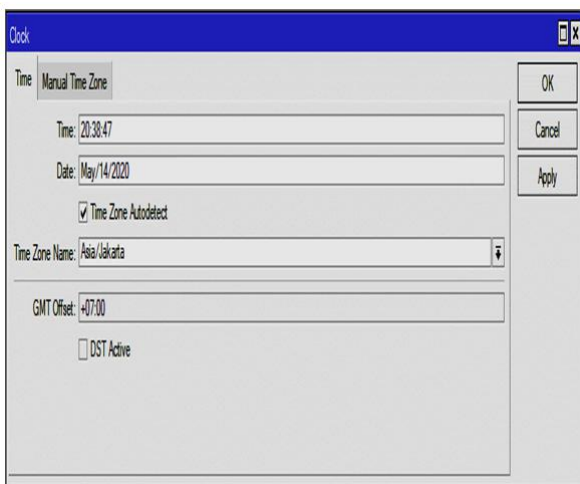 Clock
Time Manual Time Zone
OK
Time: 20:38:47
Cancel
Date: May/14/2020
Apply
Time Zone Autodetect
Time Zone Name: Asia/Jakarta
GMT Offset: +07:00
DST Active